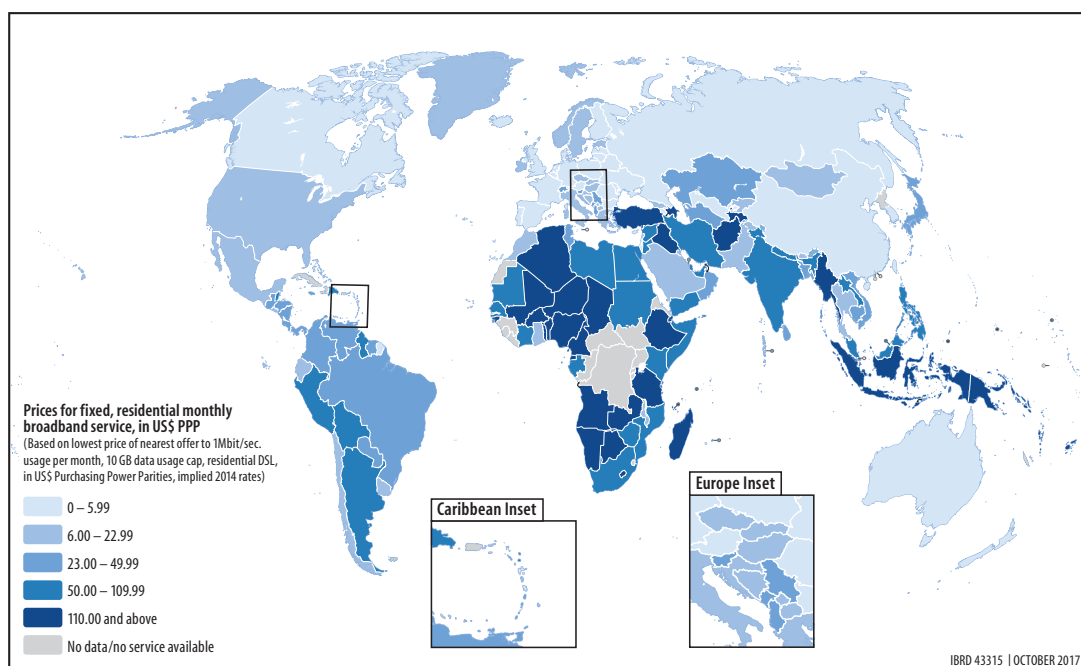 Prices for fixed, residential monthly
broadband service, in US$ PPP
(Based on lowest price of nearest offer to 1Mbit/sec.
usage per month, 10 GB data usage cap, residential DSL,
in US$ Purchasing Power Parities, implied 2014 rates)
0 – 5.99
6.00 – 22.99
23.00 – 49.99
50.00 – 109.99
110.00 and above
No data/no service available
Caribbean Inset
Europe Inset
IBRD 43315 | OCTOBER 2017